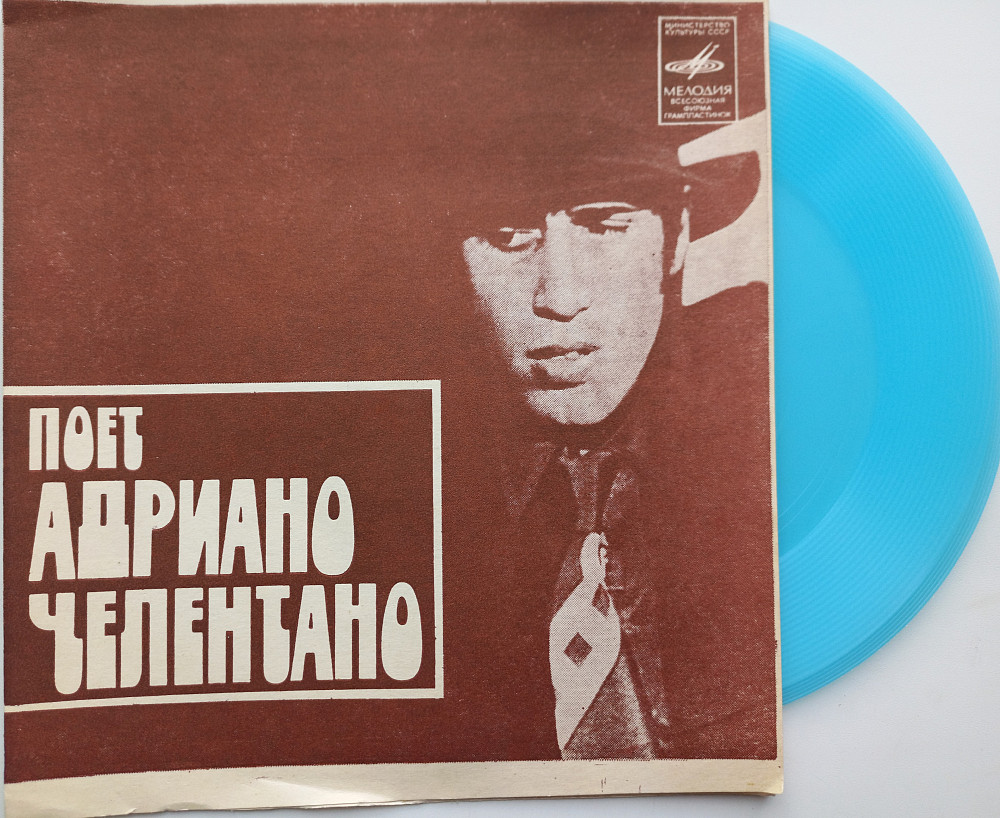 МИНИСТЕРСТВО
КУЛЬТУРЫ СССР
МЕЛОДИЯ
ВСЕСОЮЗНАЯ
ФИРМА
ГРАМПЛАСТИНОК
ПОЕТ
АДРИАНО
ЧЕЛЕНТАНО